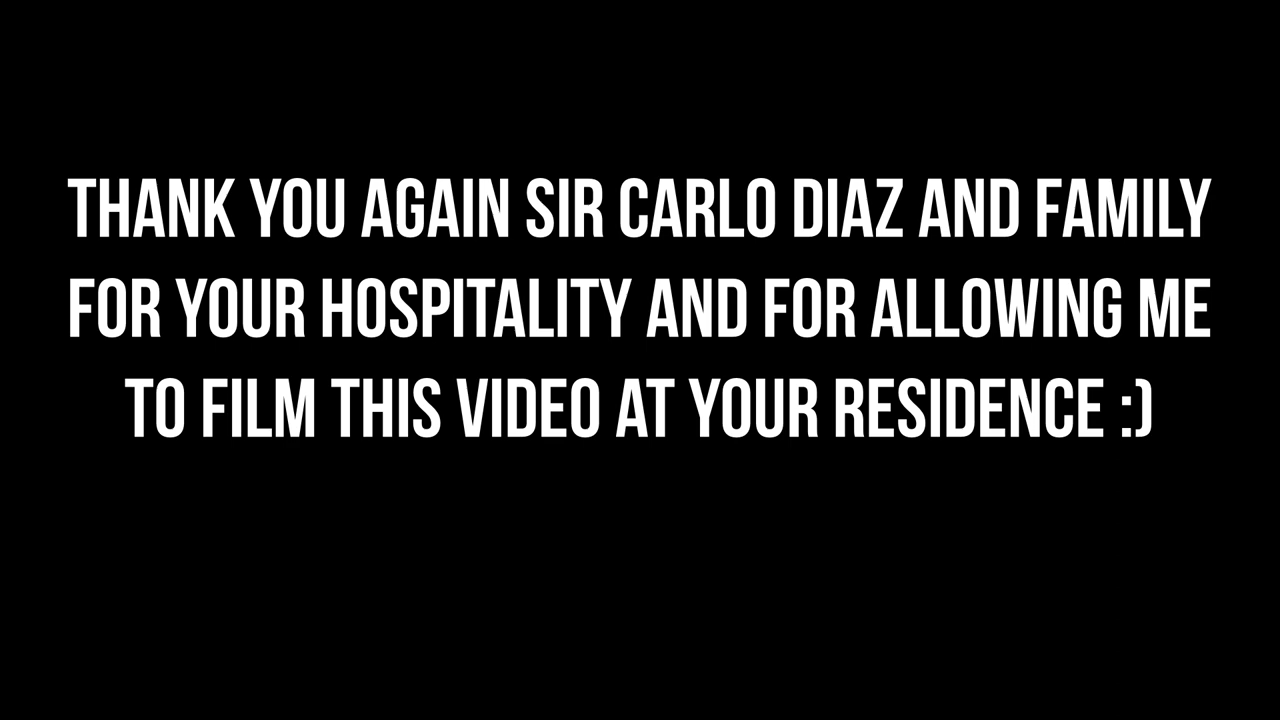 THANK YOU AGAIN SIR CARLO DIAZ AND FAMILY
FOR YOUR HOSPITALITY AND FOR ALLOWING ME
TO FILM THIS VIDEO AT YOUR RESIDENCE :)